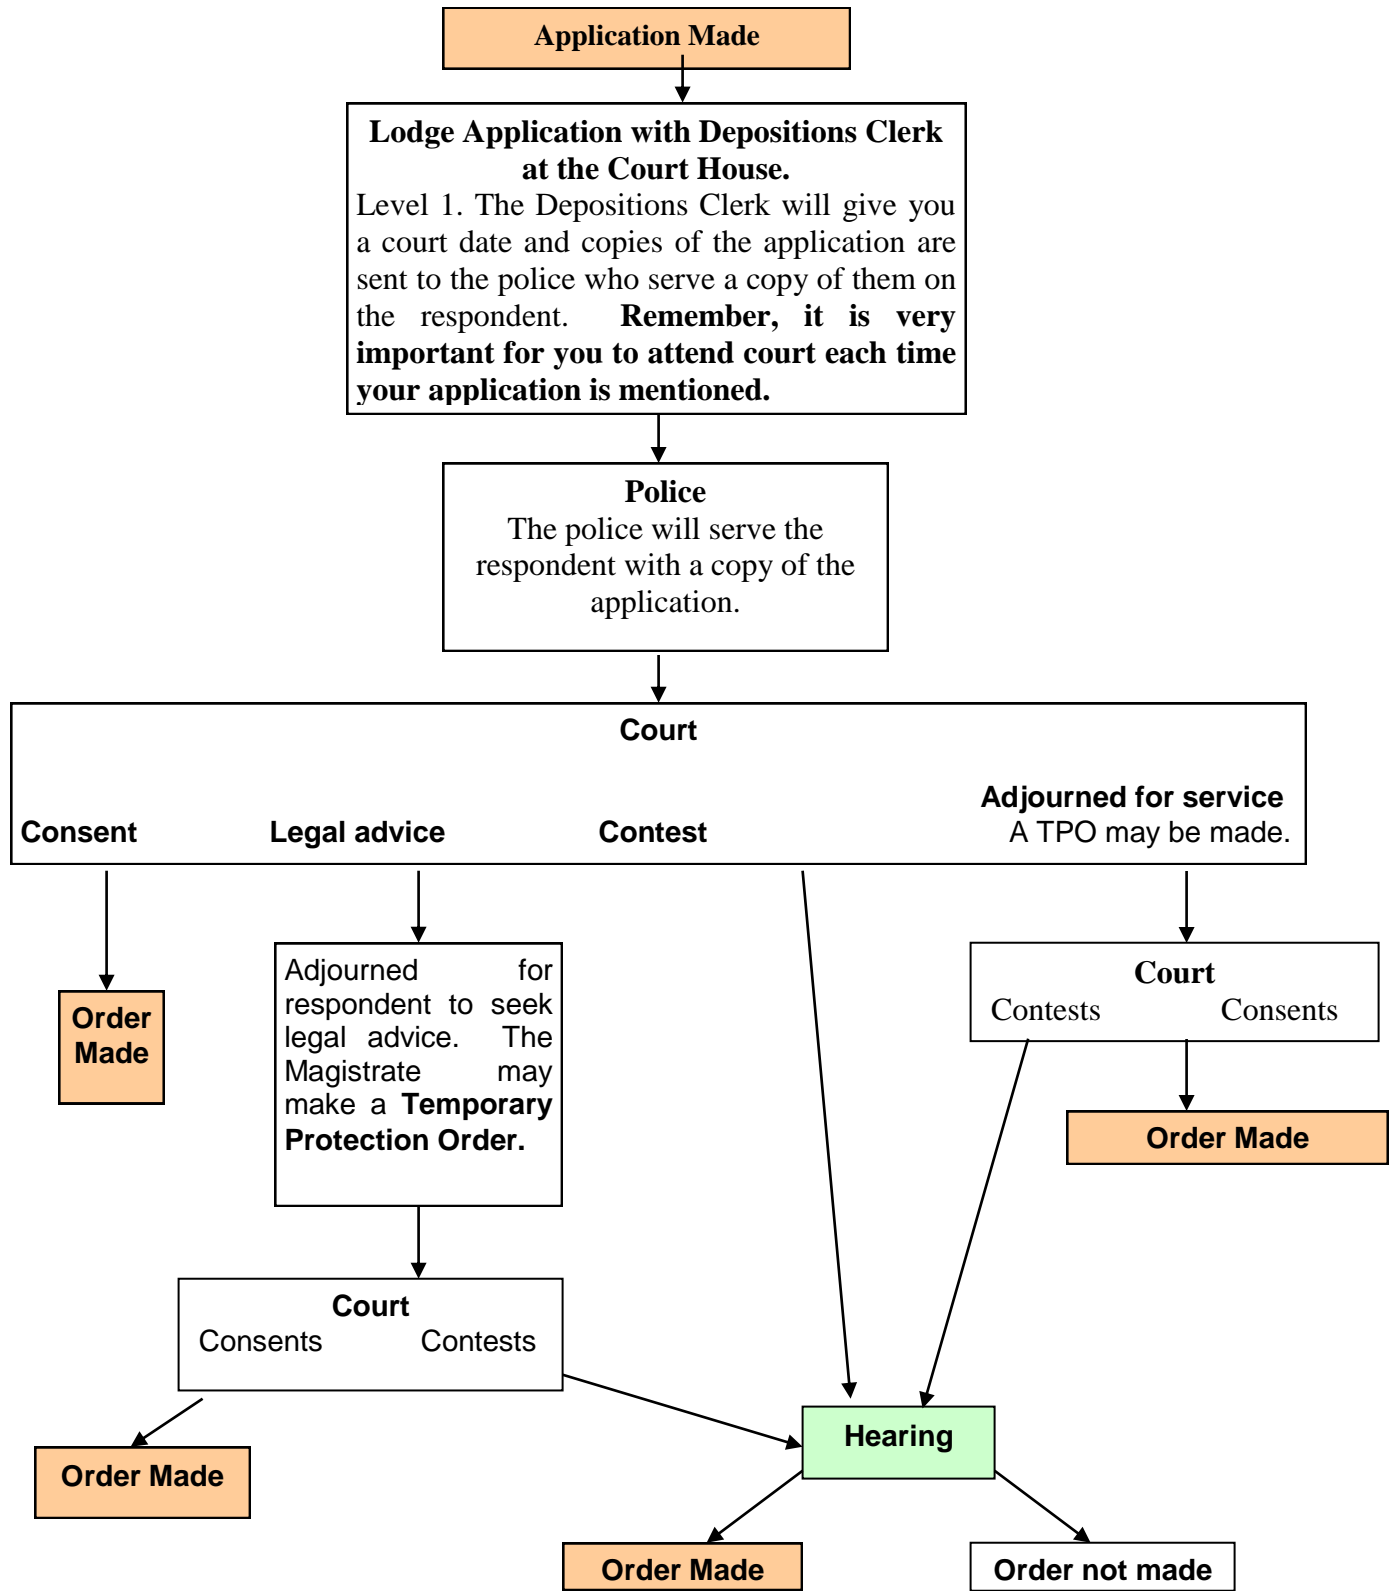 Application Made
Lodge Application with Depositions Clerk
at the Court House.
Level 1. The Depositions Clerk will give you
a court date and copies of the application are
sent to the police who serve a copy of them on
the respondent. Remember, it is very
important for you to attend court each time
your application is mentioned.
Police
The police will serve the
respondent with a copy of the
application.
Court
Adjourned for service
Consent Legal advice Contest A TPO may be made.
Order
Made
Adjourned for
respondent to seek
legal advice. The
Magistrate may
make a Temporary
Protection Order.
Court
Contests Consents
Order Made
Court
Consents Contests
Order Made
Hearing
Order Made
Order not made